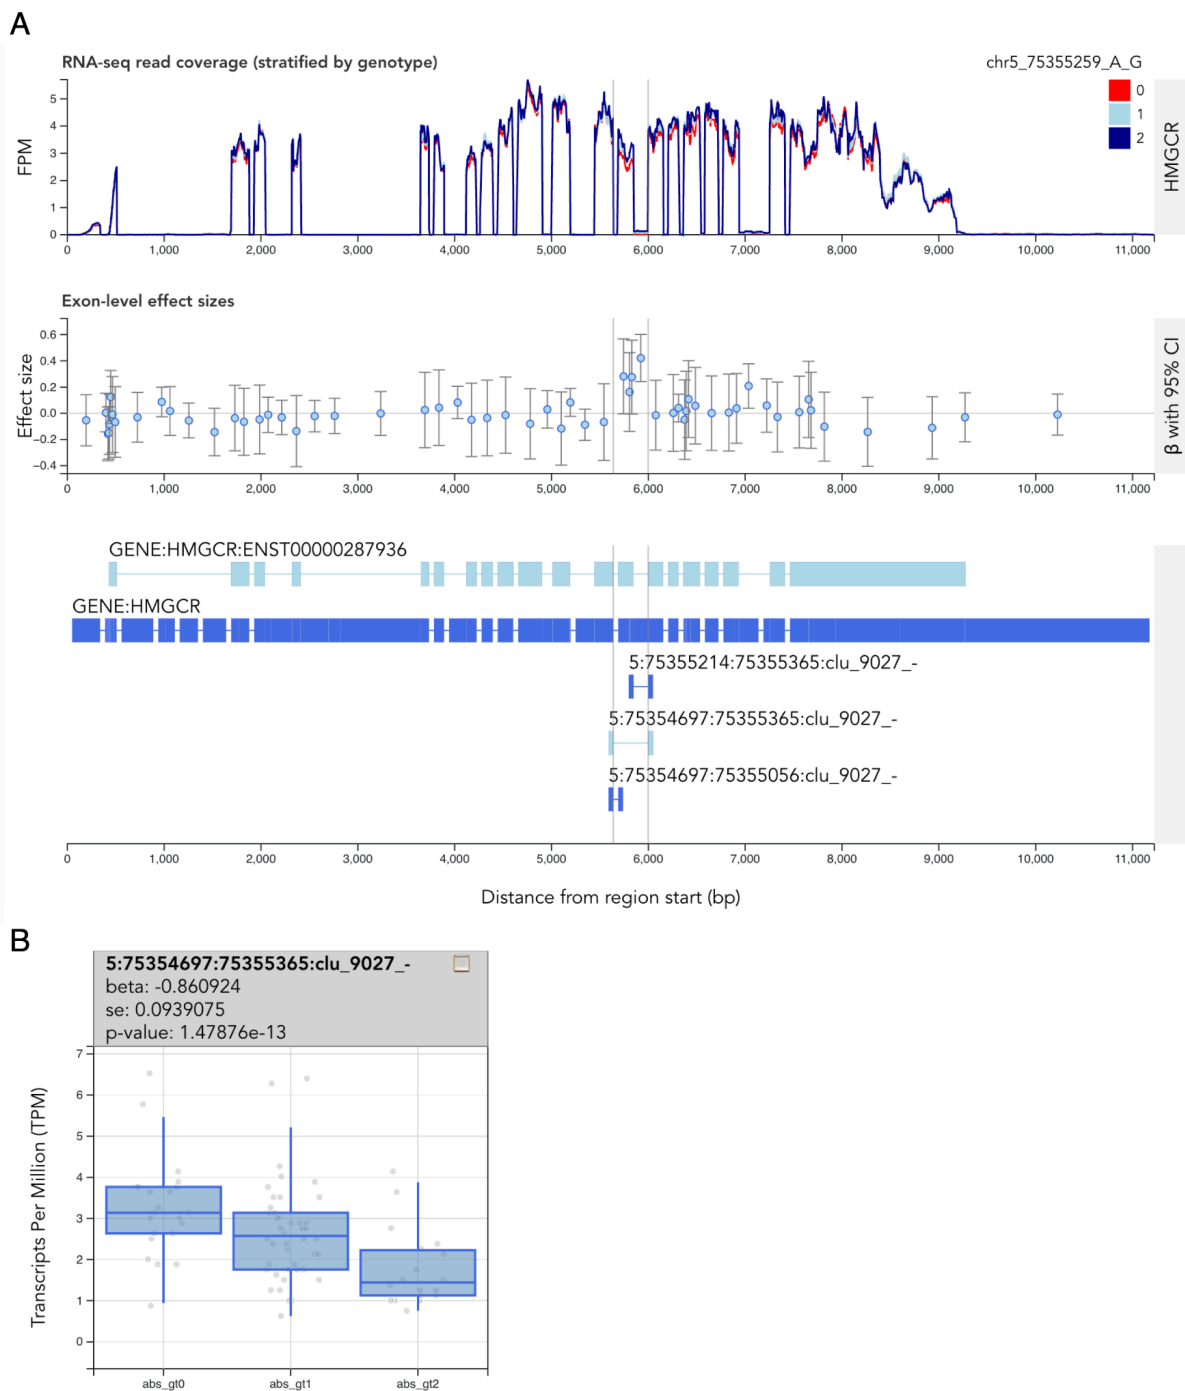 A
RNA-seq read coverage (stratified by genotype)
chr5_75355259_A_G
0
1
2
HMGCR
FPM
5
4
3
2
1
0
0 1,000 2,000 3,000 4,000 5,000 6,000 7,000 8,000 9,000 10,000 11,000
Exon-level effect sizes
Effect size
0.6
0.4
0.2
0.0
−0.2
−0.4
β with 95% CI
0 1,000 2,000 3,000 4,000 5,000 6,000 7,000 8,000 9,000 10,000 11,000
GENE:HMGCR:ENST00000287936
GENE:HMGCR
5:75355214:75355365:clu_9027_-
5:75354697:75355365:clu_9027_-
5:75354697:75355056:clu_9027_-
0 1,000 2,000 3,000 4,000 5,000 6,000 7,000 8,000 9,000 10,000 11,000
Distance from region start (bp)
B
5:75354697:75355365:clu_9027_-
beta: -0.860924
se: 0.0939075
p-value: 1.47876e-13
Transcripts Per Million (TPM)
7
6
5
4
3
2
1
0
abs_gt0 abs_gt1 abs_gt2